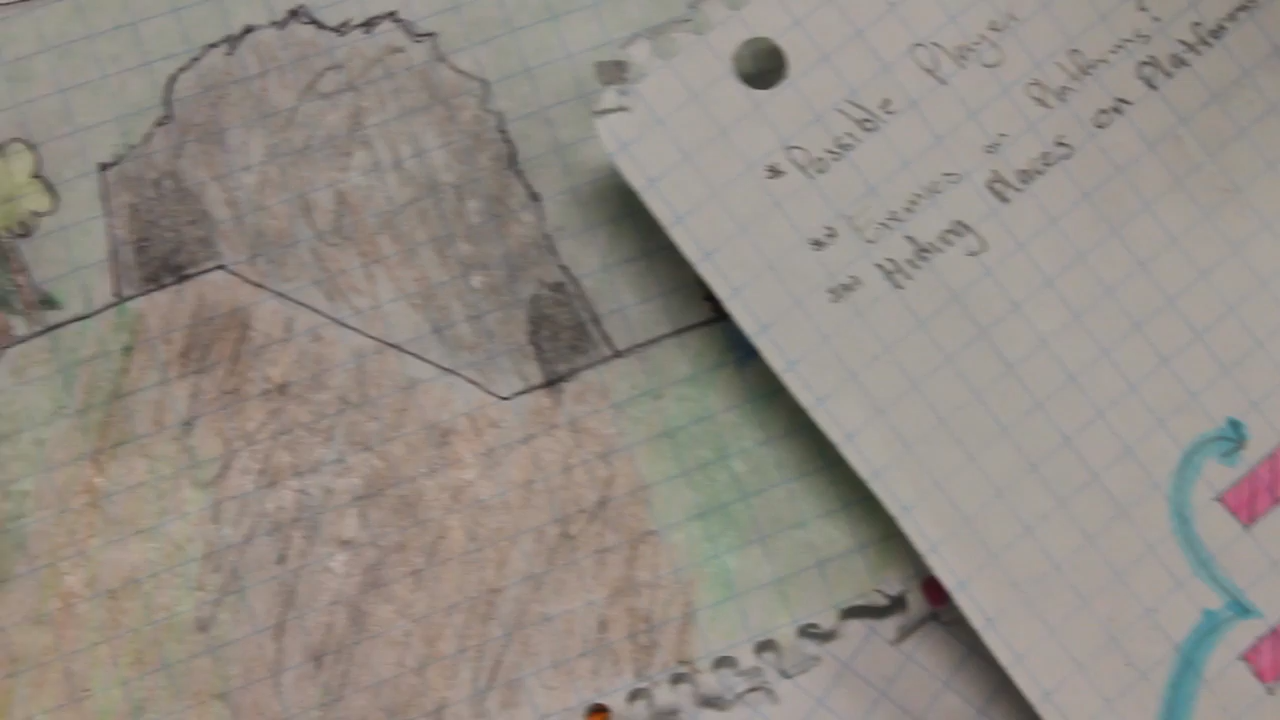 * Possible Player
** Enemies on Platforms?
** Hiding Places on Platforms